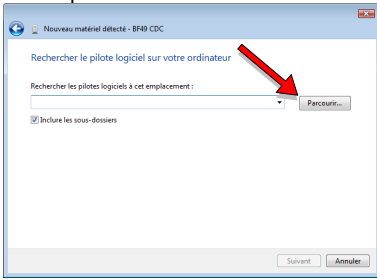 Nouveau matériel détecté - BF49 CDC
Rechercher le pilote logiciel sur votre ordinateur
Rechercher les pilotes logiciels à cet emplacement :
Parcourir...
Inclure les sous-dossiers
Suivant Annuler